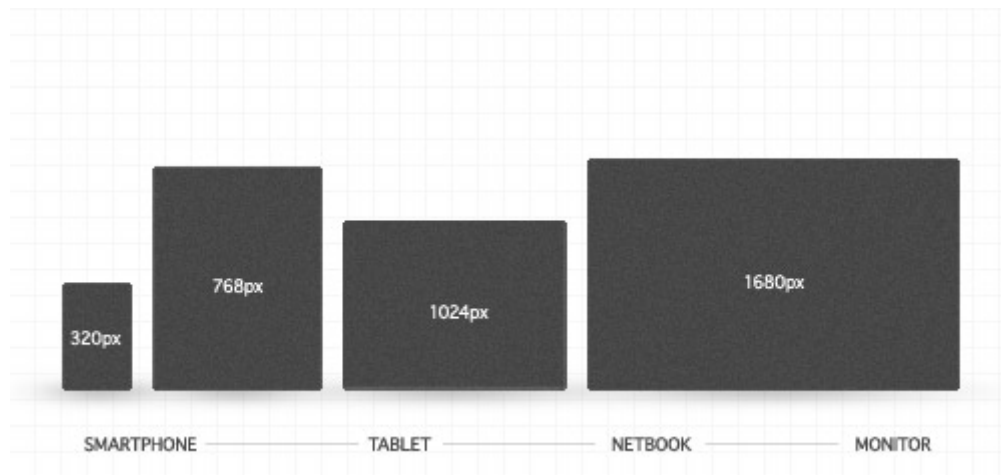 320px
768px
1024px
1680px
SMARTPHONE TABLET NETBOOK MONITOR